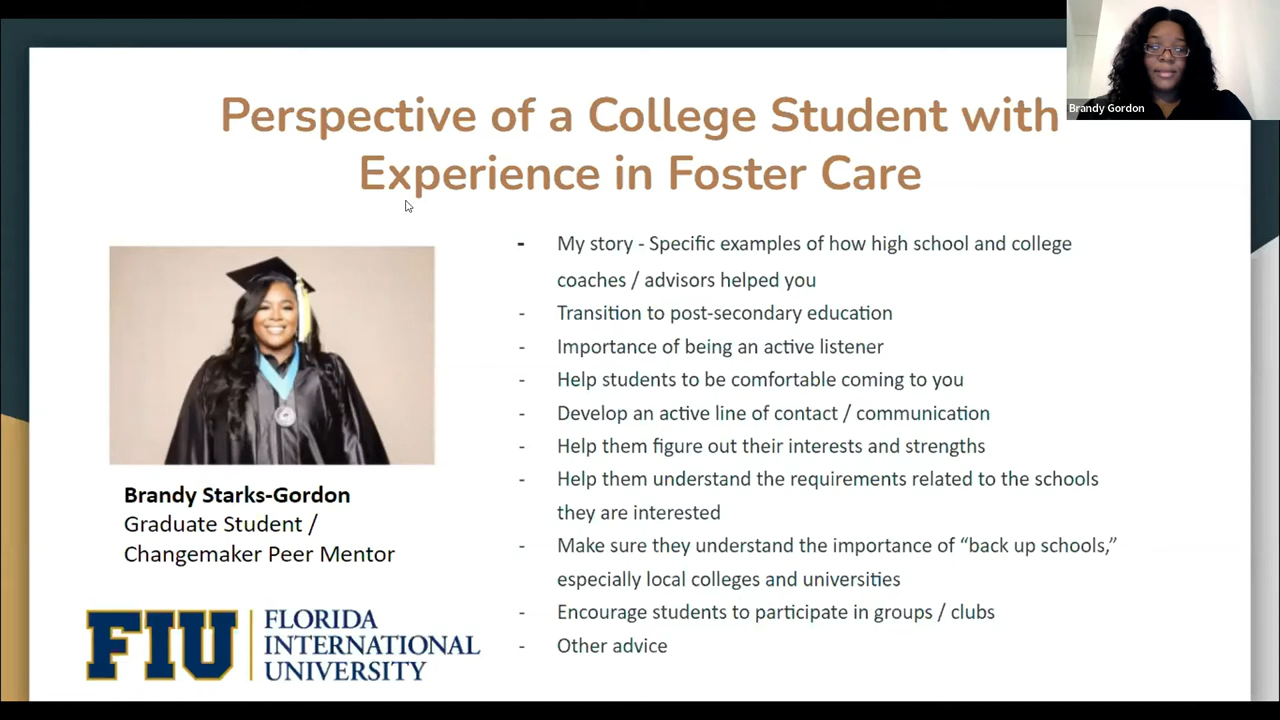 Brandy Gordon
Perspective of a College Student with
Experience in Foster Care
- My story - Specific examples of how high school and college
coaches / advisors helped you
- Transition to post-secondary education
- Importance of being an active listener
- Help students to be comfortable coming to you
- Develop an active line of contact / communication
- Help them figure out their interests and strengths
- Help them understand the requirements related to the schools
they are interested
- Make sure they understand the importance of “back up schools,”
especially local colleges and universities
- Encourage students to participate in groups / clubs
- Other advice
Brandy Starks-Gordon
Graduate Student /
Changemaker Peer Mentor
FIU
FLORIDA
INTERNATIONAL
UNIVERSITY